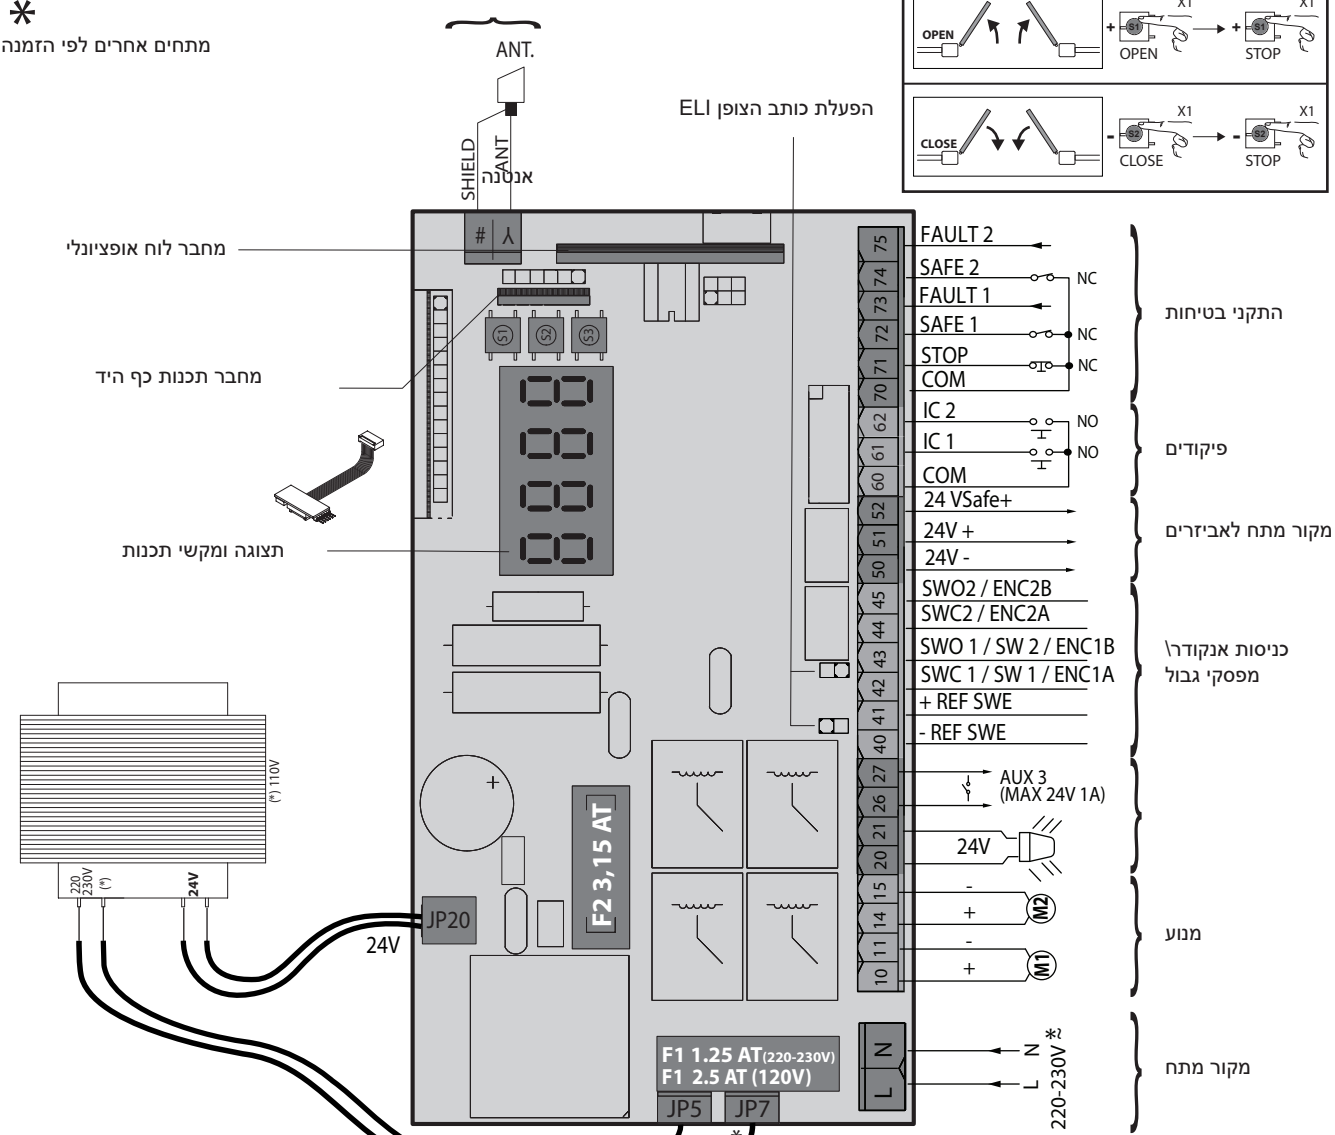 *
מתחים אחרים לפי הזמנה
ANT.
SHIELD
ANT
אנטנה
הפעלת כותב הצופן ELI
OPEN
+ S1 X1
OPEN
+ S1 X1
STOP
CLOSE
- S2 X1
CLOSE
- S2 X1
STOP
#
Y
מחבר לוח אופציונלי
מחבר תכנות כף היד
S1 S2 S3
תצוגה ומקשי תכנות
75 FAULT 2
74 SAFE 2 NC
73 FAULT 1
72 SAFE 1 NC
71 STOP NC
70 COM
התקני בטיחות
62 IC 2 NO
61 IC 1 NO
60 COM
פיקודים
52 24 VSafe+
51 24V +
50 24V -
מקור מתח לאביזרים
45 SWO2 / ENC2B
44 SWC2 / ENC2A
43 SWO 1 / SW 2 / ENC1B
42 SWC 1 / SW 1 / ENC1A
41 + REF SWE
40 - REF SWE
כניסות אנקודר\
מפסקי גבול
27
26
AUX 3
(MAX 24V 1A)
21
20
24V
15 -
14 +
M2
11 -
10 +
M1
מנוע
N N
L L
220-230V *~
מקור מתח
(*) 110V
220
230V
(*)
24V
24V
JP20
+
F2 3,15 AT
F1 1.25 AT(220-230V)
F1 2.5 AT (120V)
JP5 JP7
*